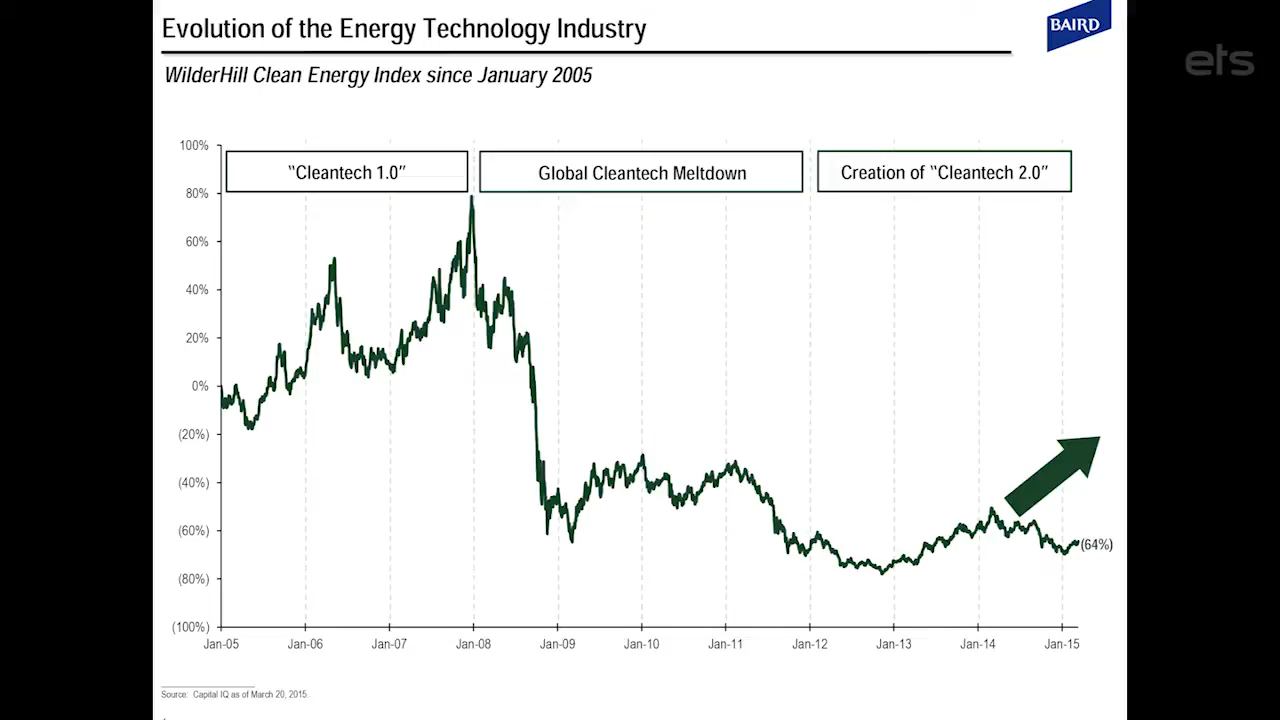 Evolution of the Energy Technology Industry
BAIRD
ets
WilderHill Clean Energy Index since January 2005
100%
"Cleantech 1.0"
Global Cleantech Meltdown
Creation of "Cleantech 2.0"
80%
60%
40%
20%
0%
(20%)
(40%)
(60%)
(64%)
(80%)
(100%)
Jan-05 Jan-06 Jan-07 Jan-08 Jan-09 Jan-10 Jan-11 Jan-12 Jan-13 Jan-14 Jan-15
Source: Capital IQ as of March 20, 2015.